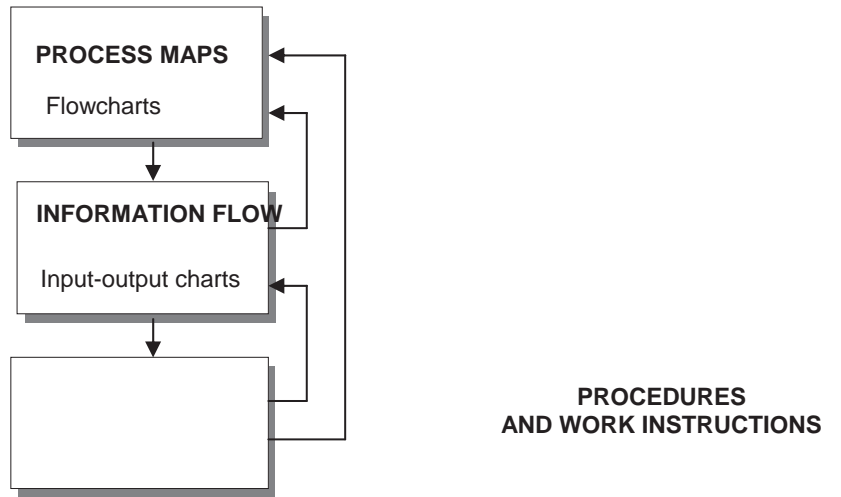 PROCESS MAPS
Flowcharts
INFORMATION FLOW
Input-output charts
PROCEDURES
AND WORK INSTRUCTIONS